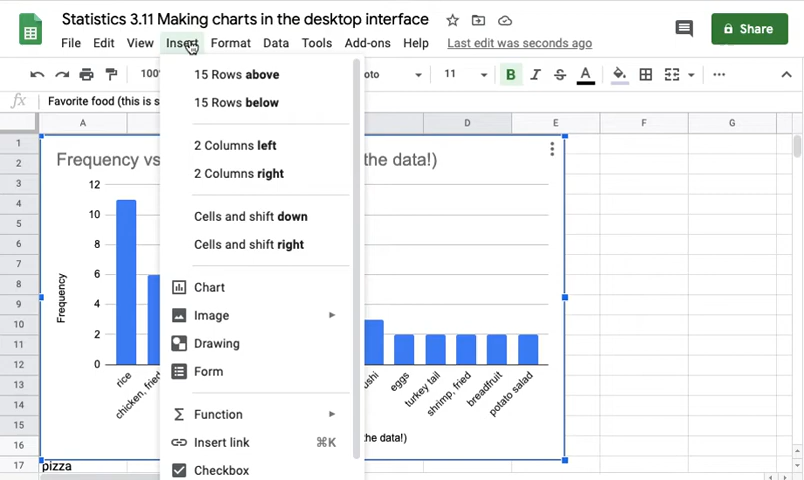 Statistics 3.11 Making charts in the desktop interface
File Edit View Insert Format Data Tools Add-ons Help Last edit was seconds ago
Share
100 oto 11 B I S A
fx Favorite food (this is s
A D E F G
1
2
3
4
5
6
7
8
9
10
11
12
13
14
15
16
17
Frequency vs the data!)
12
10
8
6
4
2
0
Frequency
rice
eggs
turkey tail
shrimp, fried
breadfruit
potato salad
the data!)
pizza
15 Rows above
15 Rows below
2 Columns left
2 Columns right
Cells and shift down
Cells and shift right
Chart
Image
Drawing
Form
Function
Insert link ⌘K
Checkbox